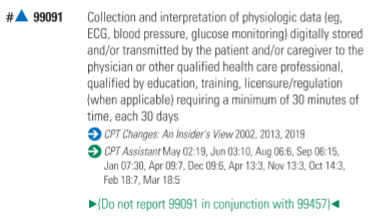 #▲ 99091 Collection and interpretation of physiologic data (eg,
ECG, blood pressure, glucose monitoring) digitally stored
and/or transmitted by the patient and/or caregiver to the
physician or other qualified health care professional,
qualified by education, training, licensure/regulation
(when applicable) requiring a minimum of 30 minutes of
time, each 30 days
CPT Changes: An Insider's View 2002, 2013, 2019
CPT Assistant May 02:19, Jun 03:10, Aug 06:6, Sep 06:15,
Jan 07:30, Apr 09:7, Dec 09:6, Apr 13:3, Nov 13:3, Oct 14:3,
Feb 18:7, Mar 18:5
►(Do not report 99091 in conjunction with 99457)◄